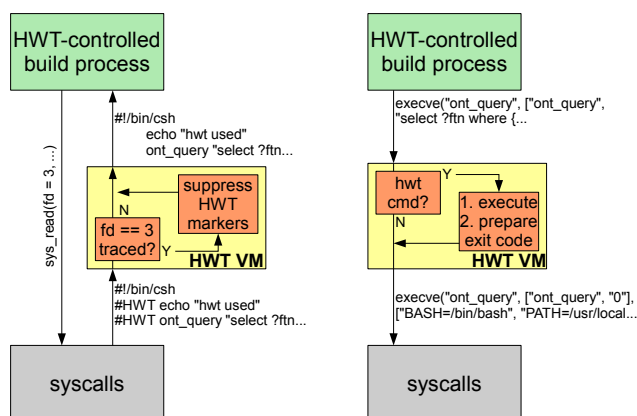 HWT-controlled
build process
#!/bin/csh
echo "hwt used"
ont_query "select ?ftn...
sys_read(fd = 3, ...)
suppress
HWT
markers
N
fd == 3
traced?
Y
HWT VM
#!/bin/csh
#HWT echo "hwt used"
#HWT ont_query "select ?ftn...
syscalls
HWT-controlled
build process
execve("ont_query", ["ont_query",
"select ?ftn where {...
Y
hwt
cmd?
1. execute
2. prepare
exit code
N
HWT VM
execve("ont_query", ["ont_query", "0"],
["BASH=/bin/bash", "PATH=/usr/local...
syscalls